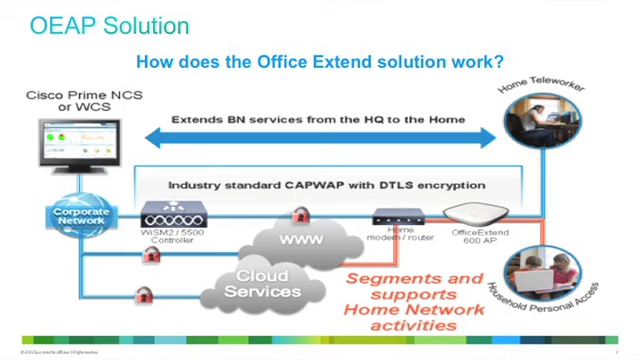 OEAP Solution
How does the Office Extend solution work?
Cisco Prime NCS
or WCS
Home Teleworker
Extends BN services from the HQ to the Home
Industry standard CAPWAP with DTLS encryption
Corporate
Network
WiSM2 / 5500
Controller
www
Home
modem / router
OfficeExtend
600 AP
Cloud
Services
Segments and
supports
Home Network
activities
Household Personal Access